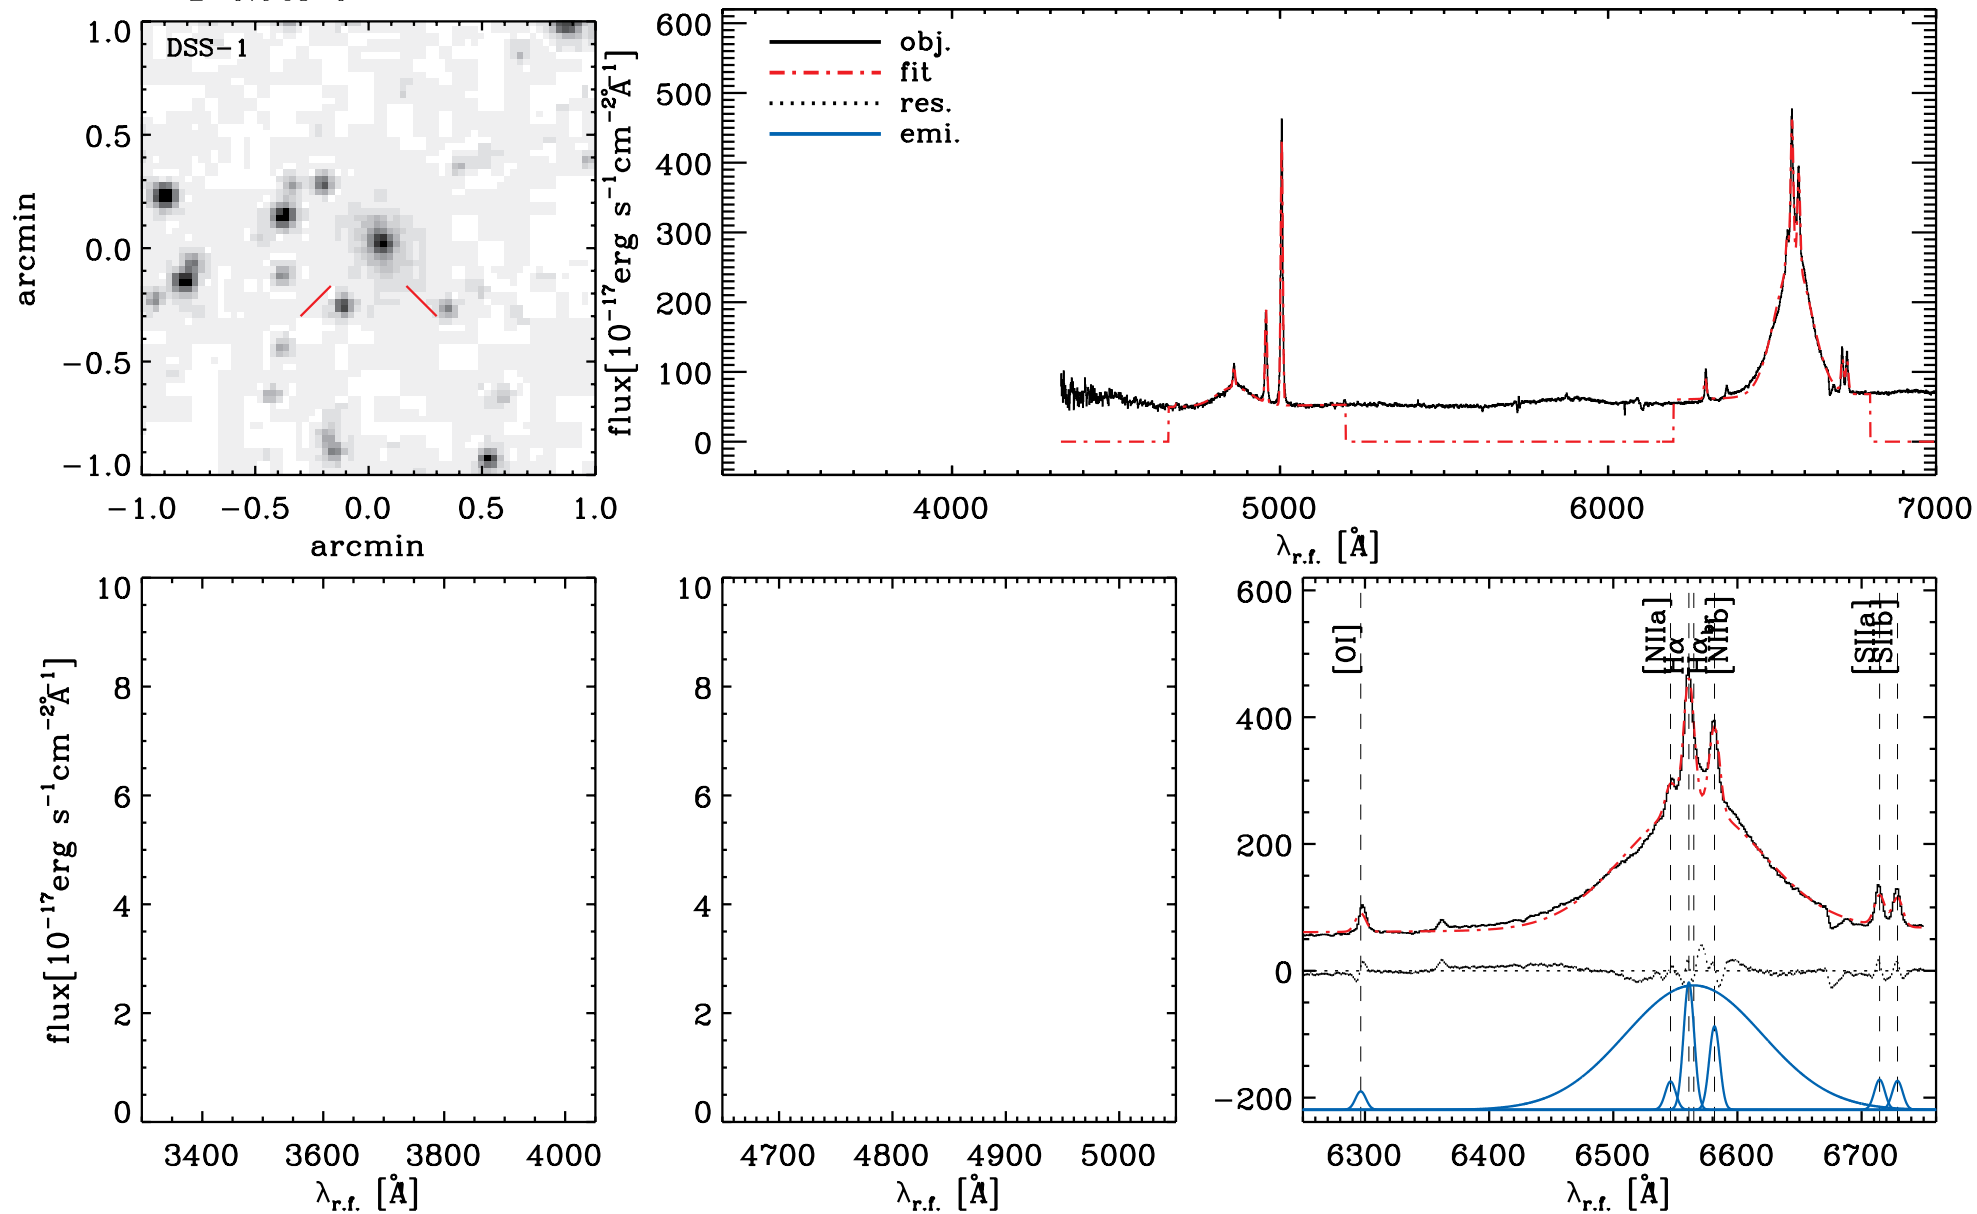 DSS-1
1.0
0.5
0.0
-0.5
-1.0
arcmin
-1.0 -0.5 0.0 0.5 1.0
arcmin
flux[10⁻¹⁷erg s⁻¹cm⁻²Å⁻¹]
600
500
400
300
200
100
0
obj.
fit
res.
emi.
4000 5000 6000 7000
λr.f. [Å]
flux[10⁻¹⁷erg s⁻¹cm⁻²Å⁻¹]
10
8
6
4
2
0
3400 3600 3800 4000
λr.f. [Å]
10
8
6
4
2
0
4700 4800 4900 5000
λr.f. [Å]
600
400
200
0
-200
[OI]
[NIIa]
Hα
Hαbr
[NIIb]
[SIIa]
[SIIb]
6300 6400 6500 6600 6700
λr.f. [Å]